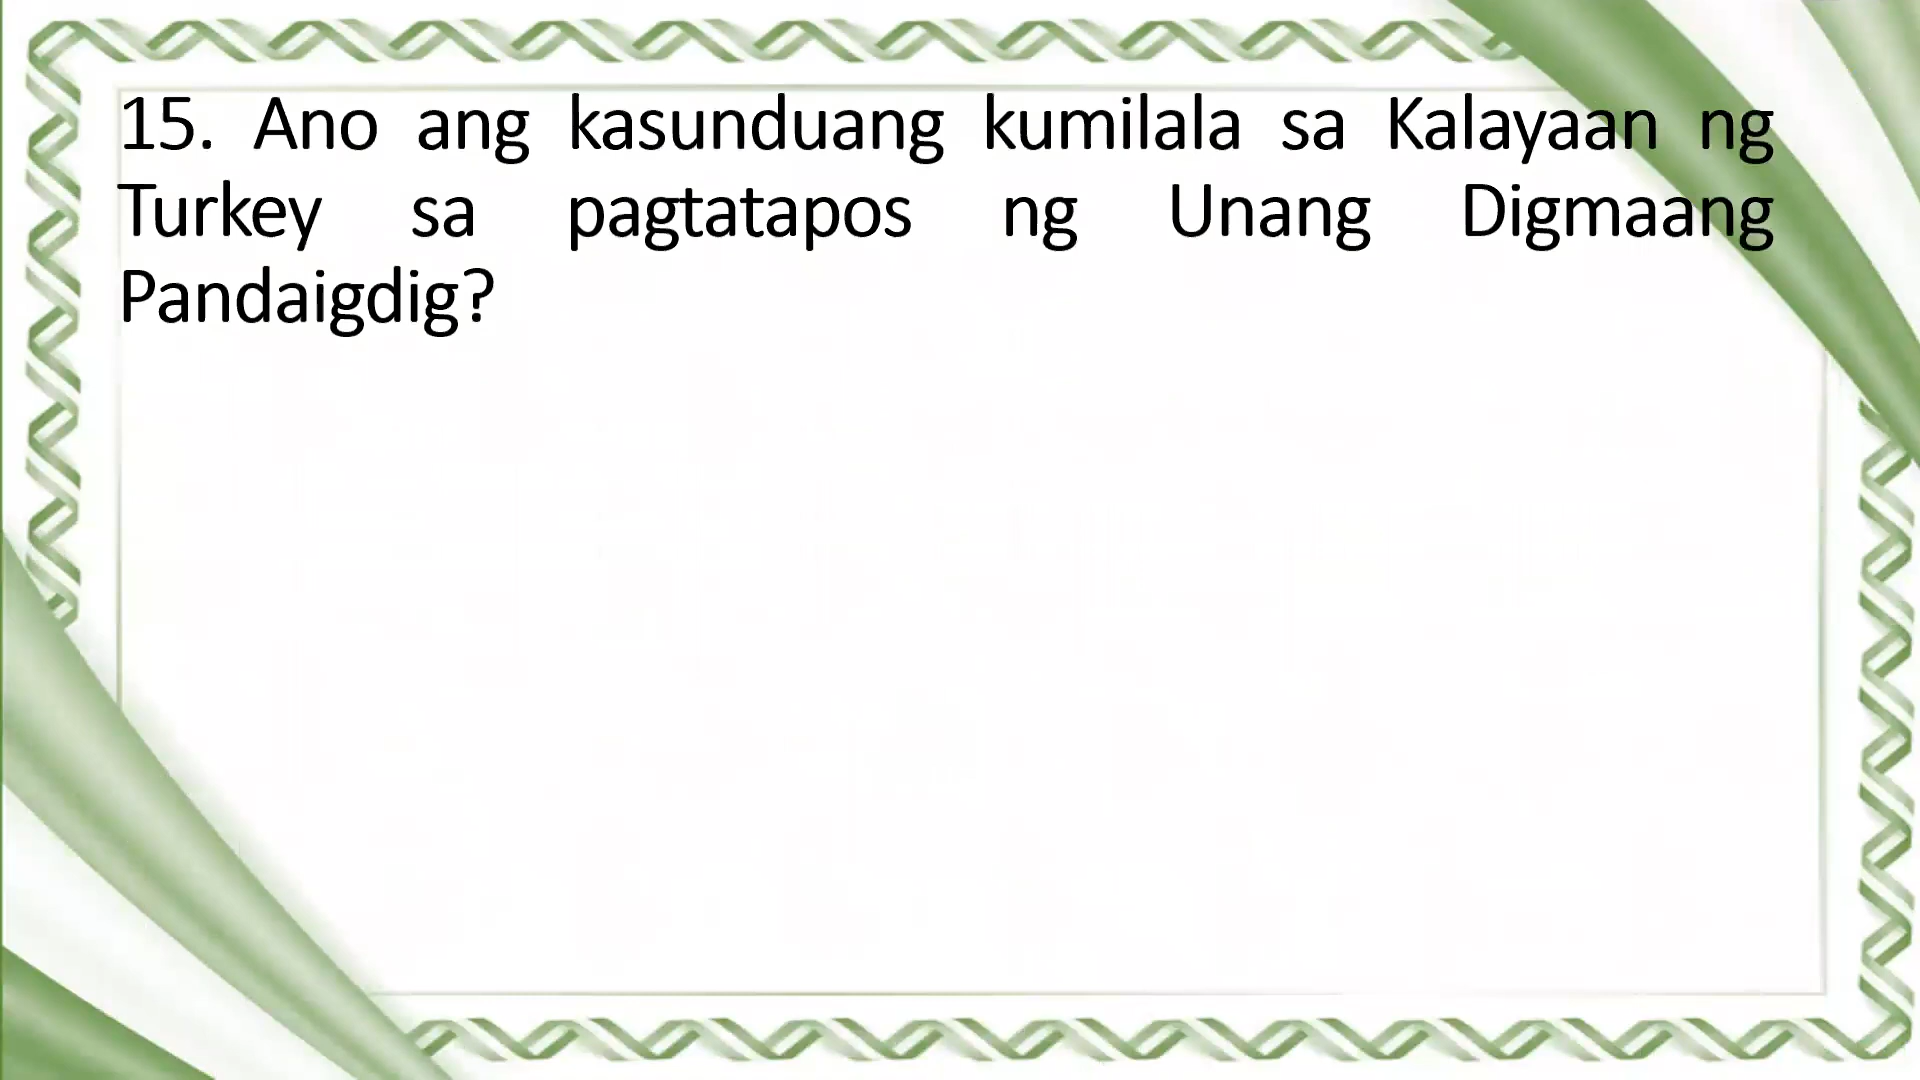 15. Ano ang kasunduang kumilala sa Kalayaan ng
Turkey sa pagtatapos ng Unang Digmaang
Pandaigdig?